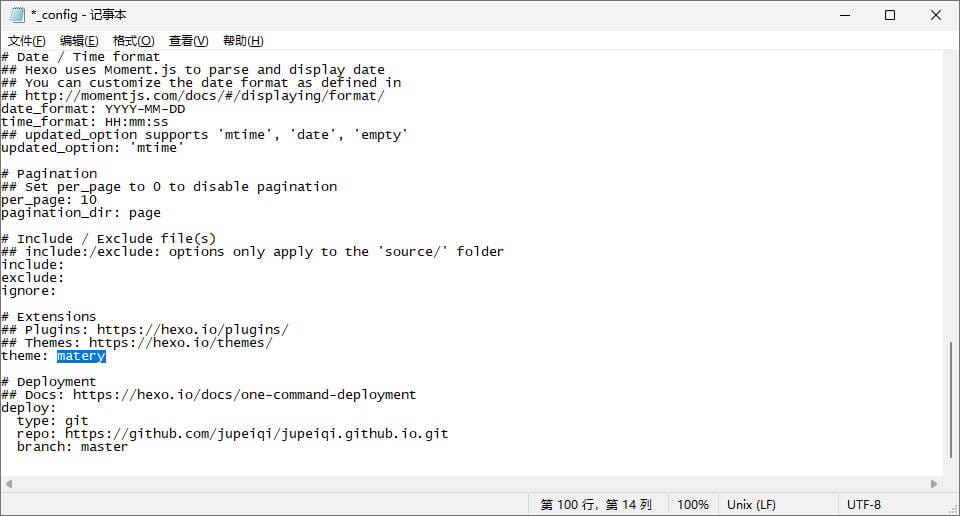 *_config - 记事本
文件(F) 编辑(E) 格式(O) 查看(V) 帮助(H)
# Date / Time format
## Hexo uses Moment.js to parse and display date
## You can customize the date format as defined in
## http://momentjs.com/docs/#/displaying/format/
date_format: YYYY-MM-DD
time_format: HH:mm:ss
## updated_option supports 'mtime', 'date', 'empty'
updated_option: 'mtime'
# Pagination
## Set per_page to 0 to disable pagination
per_page: 10
pagination_dir: page
# Include / Exclude file(s)
## include:/exclude: options only apply to the 'source/' folder
include:
exclude:
ignore:
# Extensions
## Plugins: https://hexo.io/plugins/
## Themes: https://hexo.io/themes/
theme: matery
# Deployment
## Docs: https://hexo.io/docs/one-command-deployment
deploy:
  type: git
  repo: https://github.com/jupeiqi/jupeiqi.github.io.git
  branch: master
第 100 行，第 14 列 100% Unix (LF) UTF-8